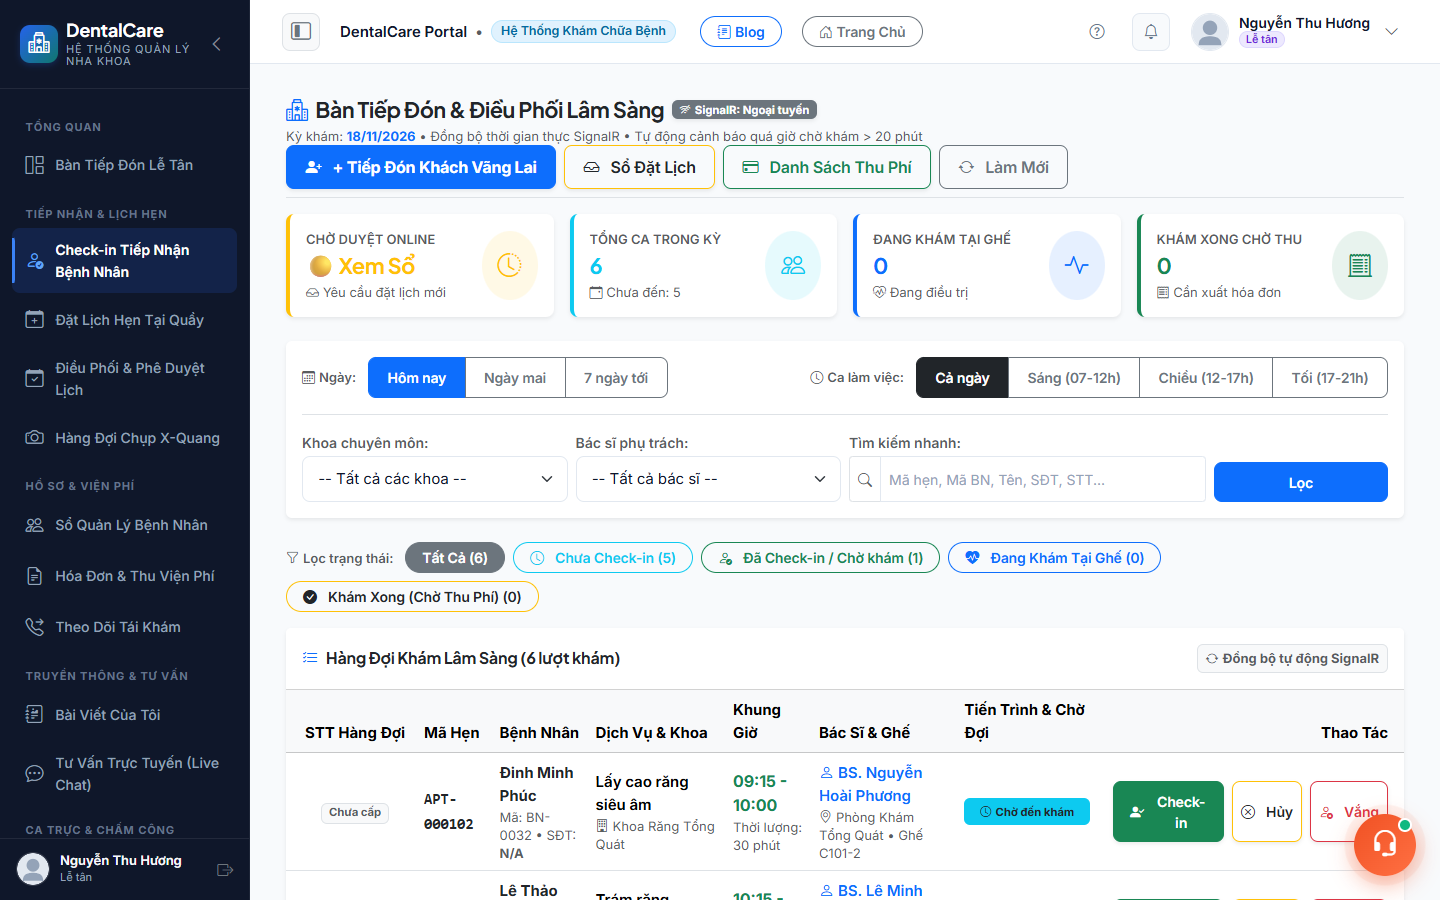 DentalCare
HỆ THỐNG QUẢN LÝ
NHA KHOA
TỔNG QUAN
Bàn Tiếp Đón Lễ Tân
TIẾP NHẬN & LỊCH HẸN
Check-in Tiếp Nhận
Bệnh Nhân
Đặt Lịch Hẹn Tại Quầy
Điều Phối & Phê Duyệt
Lịch
Hàng Đợi Chụp X-Quang
HỒ SƠ & VIỆN PHÍ
Sổ Quản Lý Bệnh Nhân
Hóa Đơn & Thu Viện Phí
Theo Dõi Tái Khám
TRUYỀN THÔNG & TƯ VẤN
Bài Viết Của Tôi
Tư Vấn Trực Tuyến (Live
Chat)
CA TRỰC & CHẤM CÔNG
Nguyễn Thu Hương
Lễ tân
DentalCare Portal • Hệ Thống Khám Chữa Bệnh Blog Trang Chủ
Nguyễn Thu Hương
Lễ tân
Bàn Tiếp Đón & Điều Phối Lâm Sàng SignalR: Ngoại tuyến
Kỳ khám: 18/11/2026 • Đồng bộ thời gian thực SignalR • Tự động cảnh báo quá giờ chờ khám > 20 phút
+ Tiếp Đón Khách Vãng Lai Sổ Đặt Lịch Danh Sách Thu Phí Làm Mới
CHỜ DUYỆT ONLINE
Xem Sổ
Yêu cầu đặt lịch mới
TỔNG CA TRONG KỲ
6
Chưa đến: 5
ĐANG KHÁM TẠI GHẾ
0
Đang điều trị
KHÁM XONG CHỜ THU
0
Cần xuất hóa đơn
Ngày: Hôm nay Ngày mai 7 ngày tới
Ca làm việc: Cả ngày Sáng (07-12h) Chiều (12-17h) Tối (17-21h)
Khoa chuyên môn: Bác sĩ phụ trách: Tìm kiếm nhanh:
-- Tất cả các khoa -- -- Tất cả bác sĩ -- Mã hẹn, Mã BN, Tên, SĐT, STT... Lọc
Lọc trạng thái: Tất Cả (6) Chưa Check-in (5) Đã Check-in / Chờ khám (1) Đang Khám Tại Ghế (0)
Khám Xong (Chờ Thu Phí) (0)
Hàng Đợi Khám Lâm Sàng (6 lượt khám) Đồng bộ tự động SignalR
STT Hàng Đợi Mã Hẹn Bệnh Nhân Dịch Vụ & Khoa
Khung
Giờ
Bác Sĩ & Ghế
Tiến Trình & Chờ
Đợi
Thao Tác
Chưa cấp
APT-
000102
Đinh Minh
Phúc
Mã: BN-
0032 • SĐT:
N/A
Lấy cao răng
siêu âm
Khoa Răng Tổng
Quát
09:15 -
10:00
Thời lượng:
30 phút
BS. Nguyễn
Hoài Phương
Phòng Khám
Tổng Quát • Ghế
C101-2
Chờ đến khám
Check-
in
Hủy
Vắng
Lê Thảo
Trám răng
10:15 -
BS. Lê Minh